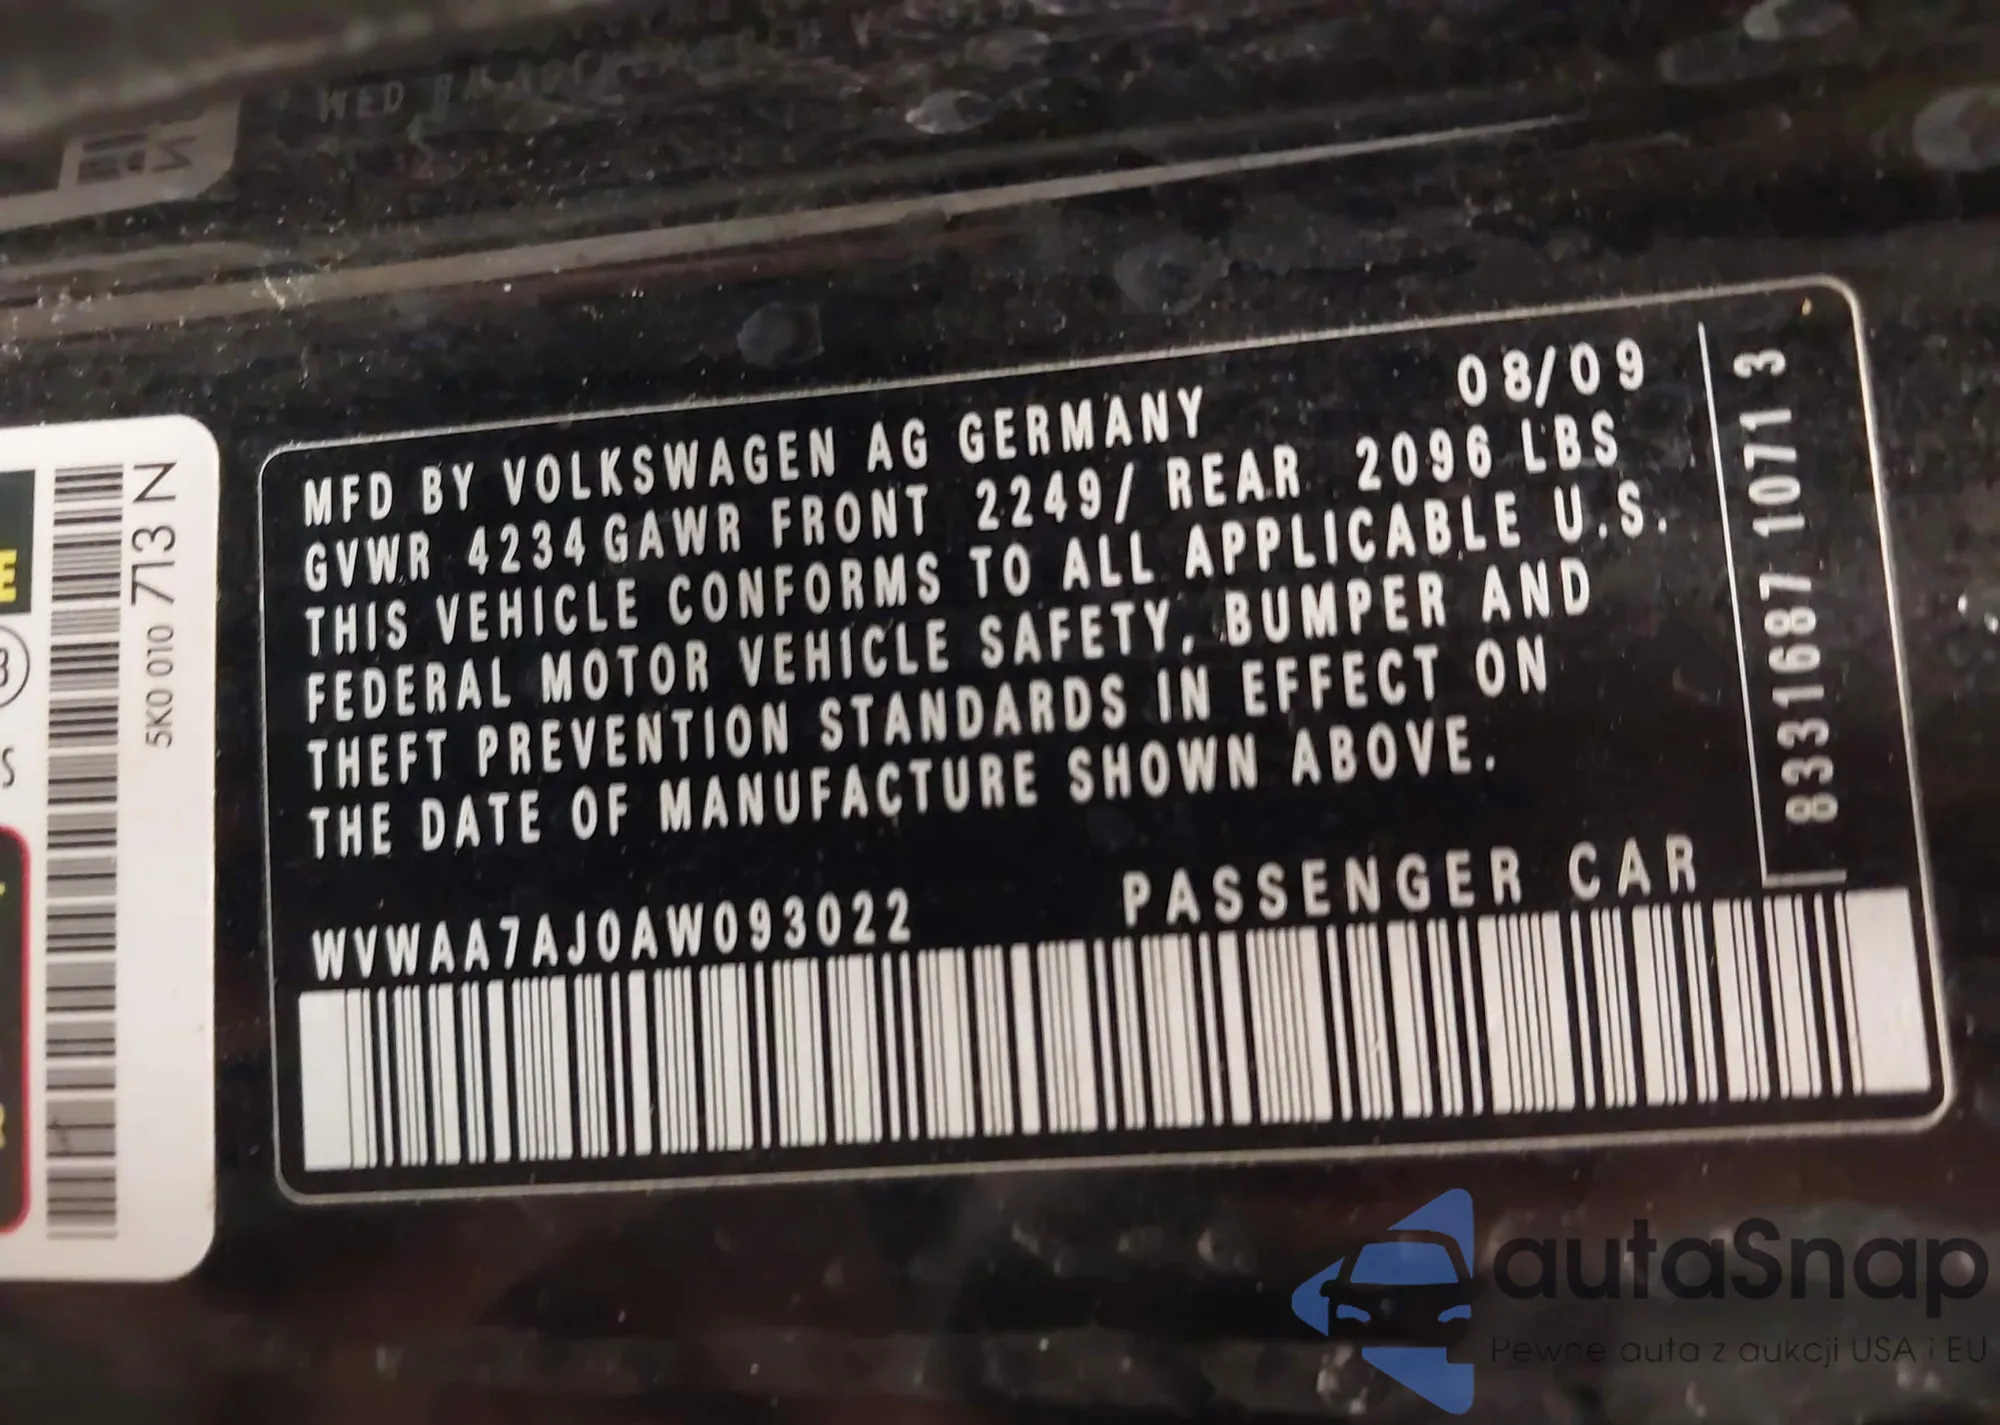 MFD BY VOLKSWAGEN AG GERMANY 08/09
GVWR 4234 GAWR FRONT 2249/ REAR 2096 LBS
THIS VEHICLE CONFORMS TO ALL APPLICABLE U.S.
FEDERAL MOTOR VEHICLE SAFETY, BUMPER AND
THEFT PREVENTION STANDARDS IN EFFECT ON
THE DATE OF MANUFACTURE SHOWN ABOVE.
WVWAA7AJ0AW093022 PASSENGER CAR
8331687 10713
5K0 010 713 N
E
S
autaSnap
Pewne auta z aukcji USA i EU